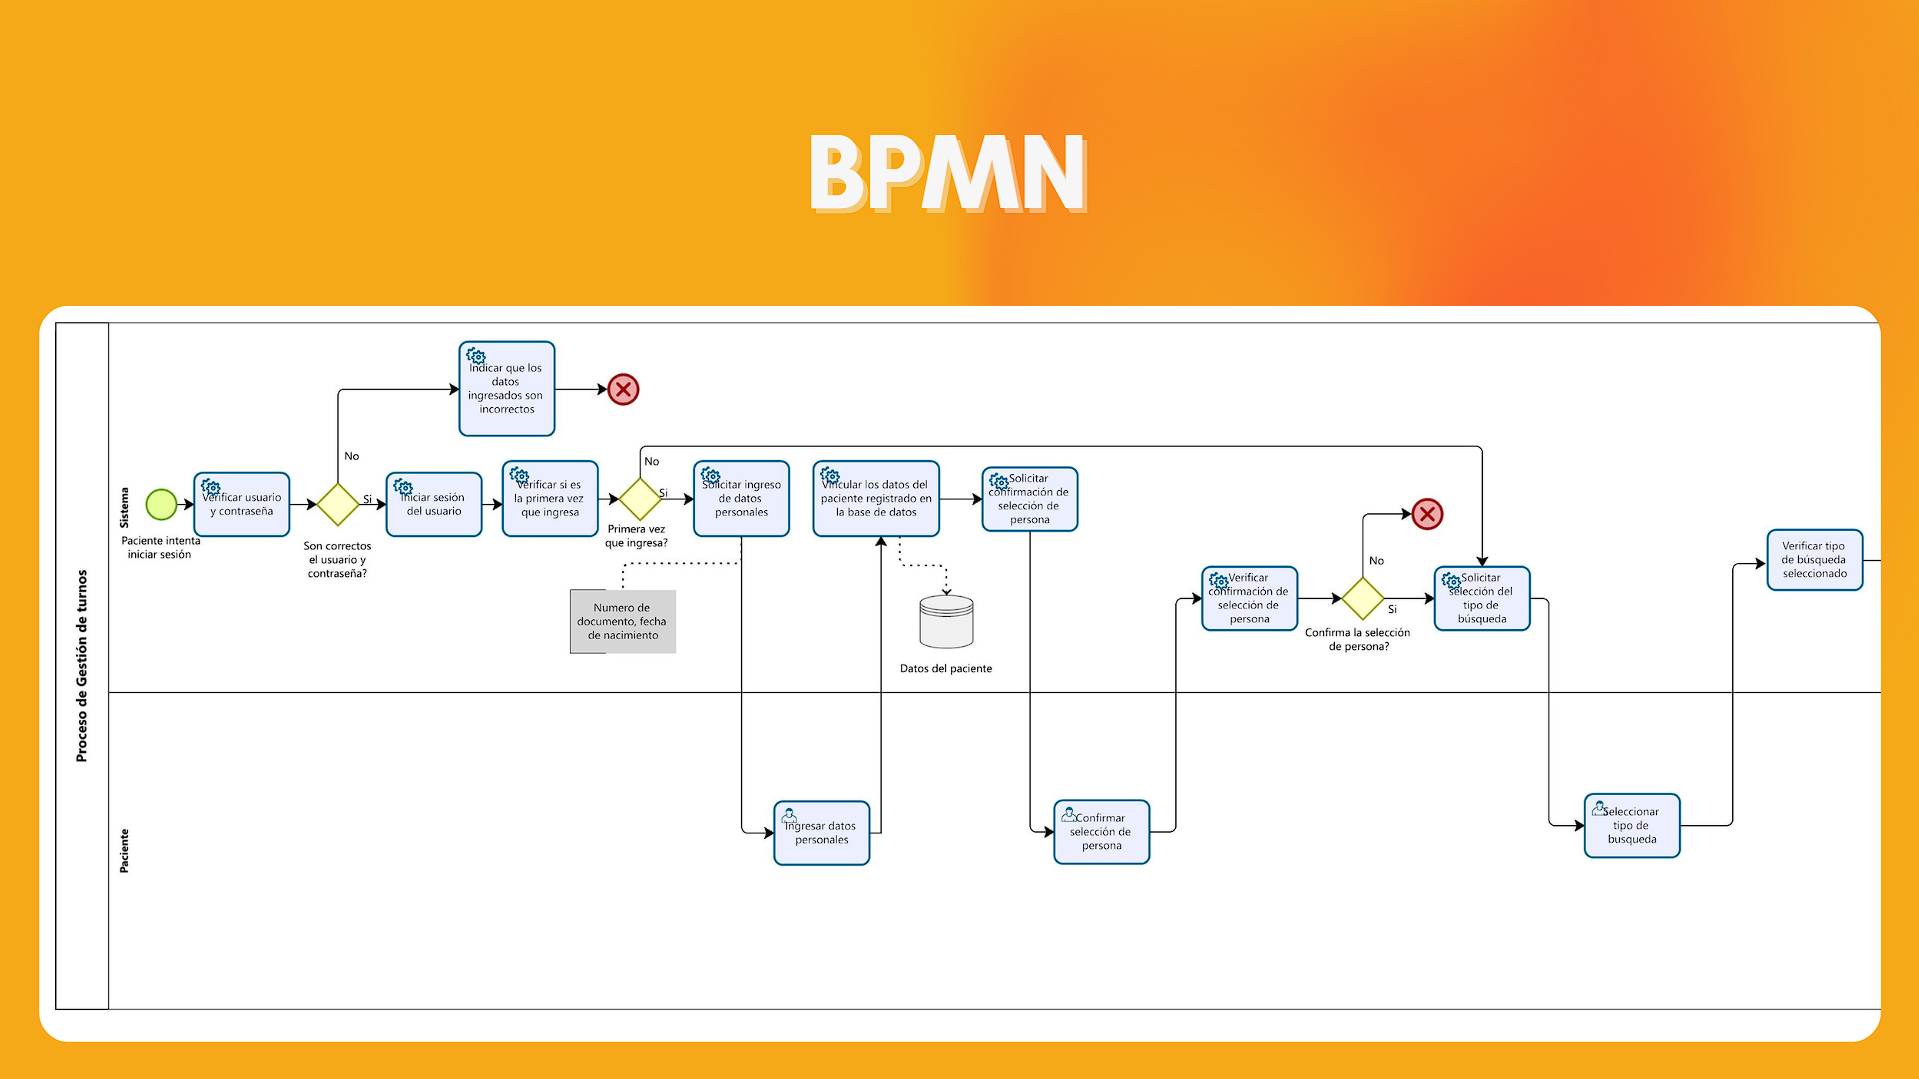 BPMN
Proceso de Gestión de turnos
Sistema
Paciente intenta
iniciar sesión
Verificar usuario
y contraseña
Son correctos
el usuario y
contraseña?
No
Si
Indicar que los
datos
ingresados son
incorrectos
Iniciar sesión
del usuario
Verificar si es
la primera vez
que ingresa
Primera vez
que ingresa?
No
Si
Solicitar ingreso
de datos
personales
Numero de
documento, fecha
de nacimiento
Vincular los datos del
paciente registrado en
la base de datos
Datos del paciente
Solicitar
confirmación de
selección de
persona
Verificar
confirmación de
selección de
persona
Confirma la selección
de persona?
No
Si
Solicitar
selección del
tipo de
búsqueda
Verificar tipo
de búsqueda
seleccionado
Paciente
Ingresar datos
personales
Confirmar
selección de
persona
Seleccionar
tipo de
busqueda